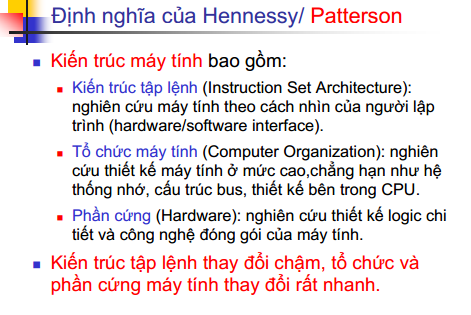 Định nghĩa của Hennessy/ Patterson
Kiến trúc máy tính bao gồm:
Kiến trúc tập lệnh (Instruction Set Architecture):
nghiên cứu máy tính theo cách nhìn của người lập
trình (hardware/software interface).
Tổ chức máy tính (Computer Organization): nghiên
cứu thiết kế máy tính ở mức cao,chẳng hạn như hệ
thống nhớ, cấu trúc bus, thiết kế bên trong CPU.
Phần cứng (Hardware): nghiên cứu thiết kế logic chi
tiết và công nghệ đóng gói của máy tính.
Kiến trúc tập lệnh thay đổi chậm, tổ chức và
phần cứng máy tính thay đổi rất nhanh.